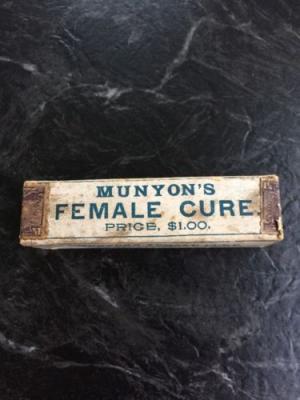 MUNYON'S
FEMALE CURE.
PRICE, $1.00.